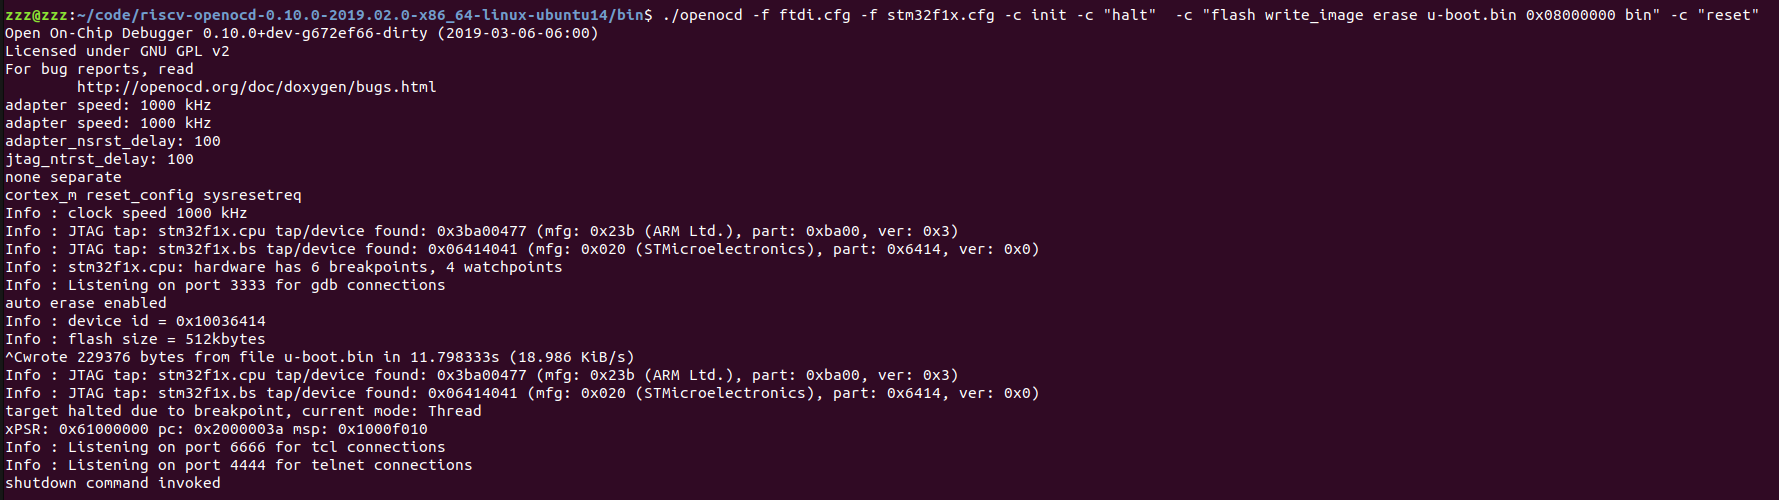 zzz@zzz:~/code/riscv-openocd-0.10.0-2019.02.0-x86_64-linux-ubuntu14/bin$ ./openocd -f ftdi.cfg -f stm32f1x.cfg -c init -c "halt"  -c "flash write_image erase u-boot.bin 0x08000000 bin" -c "reset"
Open On-Chip Debugger 0.10.0+dev-g672ef66-dirty (2019-03-06-06:00)
Licensed under GNU GPL v2
For bug reports, read
        http://openocd.org/doc/doxygen/bugs.html
adapter speed: 1000 kHz
adapter speed: 1000 kHz
adapter_nsrst_delay: 100
jtag_ntrst_delay: 100
none separate
cortex_m reset_config sysresetreq
Info : clock speed 1000 kHz
Info : JTAG tap: stm32f1x.cpu tap/device found: 0x3ba00477 (mfg: 0x23b (ARM Ltd.), part: 0xba00, ver: 0x3)
Info : JTAG tap: stm32f1x.bs tap/device found: 0x06414041 (mfg: 0x020 (STMicroelectronics), part: 0x6414, ver: 0x0)
Info : stm32f1x.cpu: hardware has 6 breakpoints, 4 watchpoints
Info : Listening on port 3333 for gdb connections
auto erase enabled
Info : device id = 0x10036414
Info : flash size = 512kbytes
^Cwrote 229376 bytes from file u-boot.bin in 11.798333s (18.986 KiB/s)
Info : JTAG tap: stm32f1x.cpu tap/device found: 0x3ba00477 (mfg: 0x23b (ARM Ltd.), part: 0xba00, ver: 0x3)
Info : JTAG tap: stm32f1x.bs tap/device found: 0x06414041 (mfg: 0x020 (STMicroelectronics), part: 0x6414, ver: 0x0)
target halted due to breakpoint, current mode: Thread
xPSR: 0x61000000 pc: 0x2000003a msp: 0x1000f010
Info : Listening on port 6666 for tcl connections
Info : Listening on port 4444 for telnet connections
shutdown command invoked